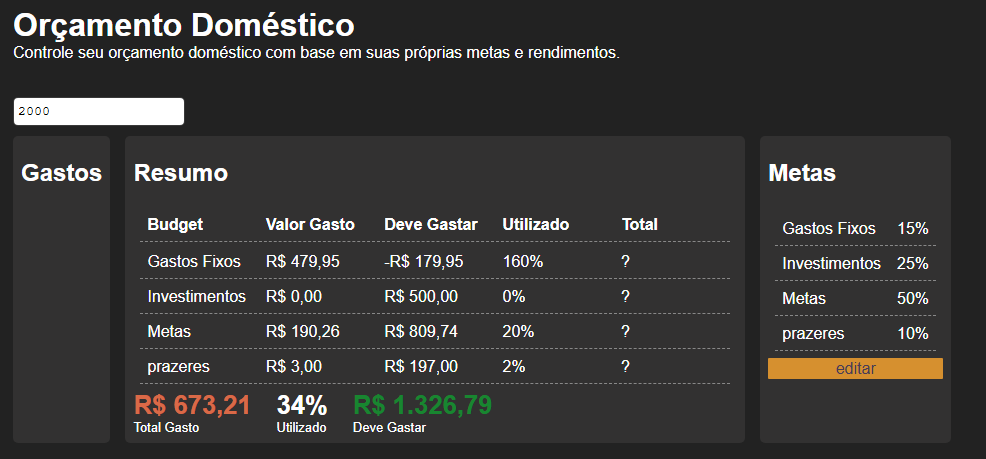 Orçamento Doméstico
Controle seu orçamento doméstico com base em suas próprias metas e rendimentos.
2000
Gastos
Resumo
Budget Valor Gasto Deve Gastar Utilizado Total
Gastos Fixos R$ 479,95 -R$ 179,95 160% ?
Investimentos R$ 0,00 R$ 500,00 0% ?
Metas R$ 190,26 R$ 809,74 20% ?
prazeres R$ 3,00 R$ 197,00 2% ?
R$ 673,21 34% R$ 1.326,79
Total Gasto Utilizado Deve Gastar
Metas
Gastos Fixos 15%
Investimentos 25%
Metas 50%
prazeres 10%
editar